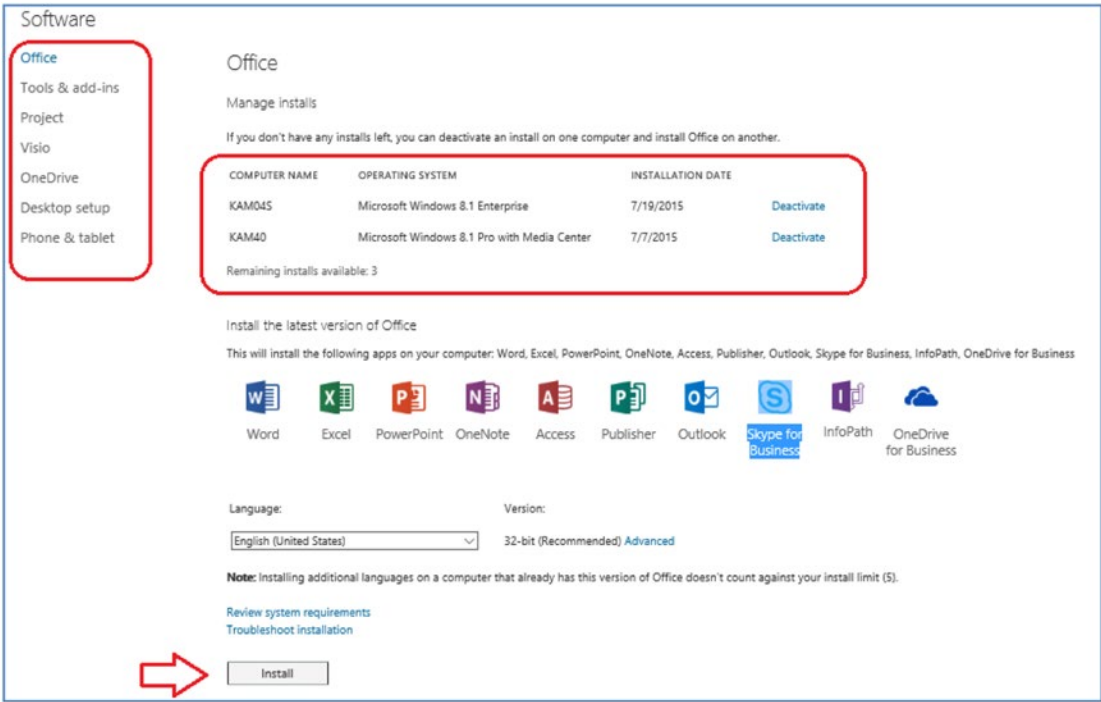 Software
Office
Tools & add-ins
Project
Visio
OneDrive
Desktop setup
Phone & tablet
Office
Manage installs
If you don't have any installs left, you can deactivate an install on one computer and install Office on another.
COMPUTER NAME OPERATING SYSTEM INSTALLATION DATE
KAM04S Microsoft Windows 8.1 Enterprise 7/19/2015 Deactivate
KAM40 Microsoft Windows 8.1 Pro with Media Center 7/7/2015 Deactivate
Remaining installs available: 3
Install the latest version of Office
This will install the following apps on your computer: Word, Excel, PowerPoint, OneNote, Access, Publisher, Outlook, Skype for Business, InfoPath, OneDrive for Business
Word Excel PowerPoint OneNote Access Publisher Outlook Skype for Business InfoPath OneDrive for Business
Language: Version:
English (United States) 32-bit (Recommended) Advanced
Note: Installing additional languages on a computer that already has this version of Office doesn't count against your install limit (5).
Review system requirements
Troubleshoot installation
Install